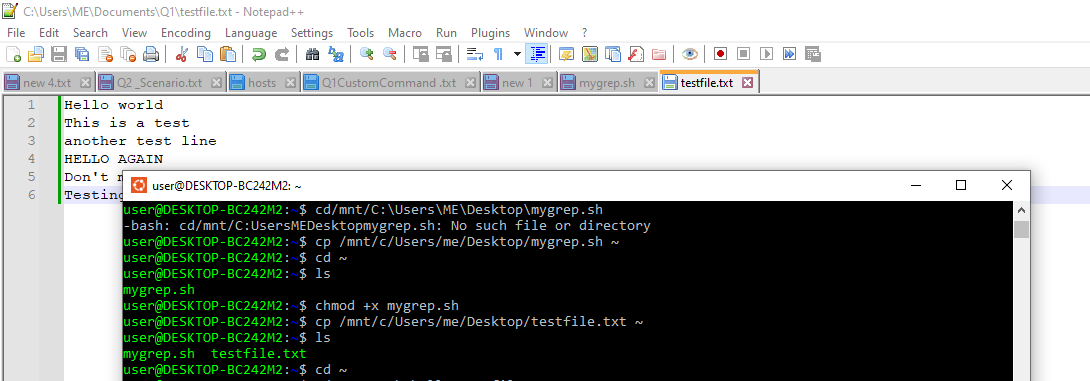 C:\Users\ME\Documents\Q1\testfile.txt - Notepad++
File Edit Search View Encoding Language Settings Tools Macro Run Plugins Window ?
new 4.txt Q2_Scenario.txt hosts Q1CustomCommand .txt new 1 mygrep.sh testfile.txt
1 Hello world
2 This is a test
3 another test line
4 HELLO AGAIN
5 Don't
6 Testing
user@DESKTOP-BC242M2: ~
user@DESKTOP-BC242M2:~$ cd/mnt/C:\Users\ME\Desktop\mygrep.sh
-bash: cd/mnt/C:UsersMEDesktopmygrep.sh: No such file or directory
user@DESKTOP-BC242M2:~$ cp /mnt/c/Users/me/Desktop/mygrep.sh ~
user@DESKTOP-BC242M2:~$ cd ~
user@DESKTOP-BC242M2:~$ ls
mygrep.sh
user@DESKTOP-BC242M2:~$ chmod +x mygrep.sh
user@DESKTOP-BC242M2:~$ cp /mnt/c/Users/me/Desktop/testfile.txt ~
user@DESKTOP-BC242M2:~$ ls
mygrep.sh testfile.txt
user@DESKTOP-BC242M2:~$ cd ~